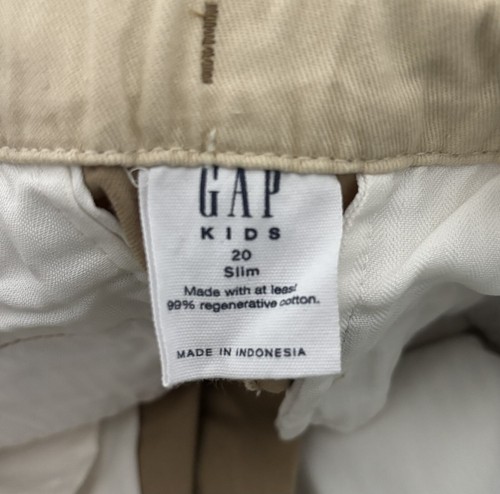 GAP
KIDS
20
Slim
Made with at least
99% regenerative cotton.
MADE IN INDONESIA